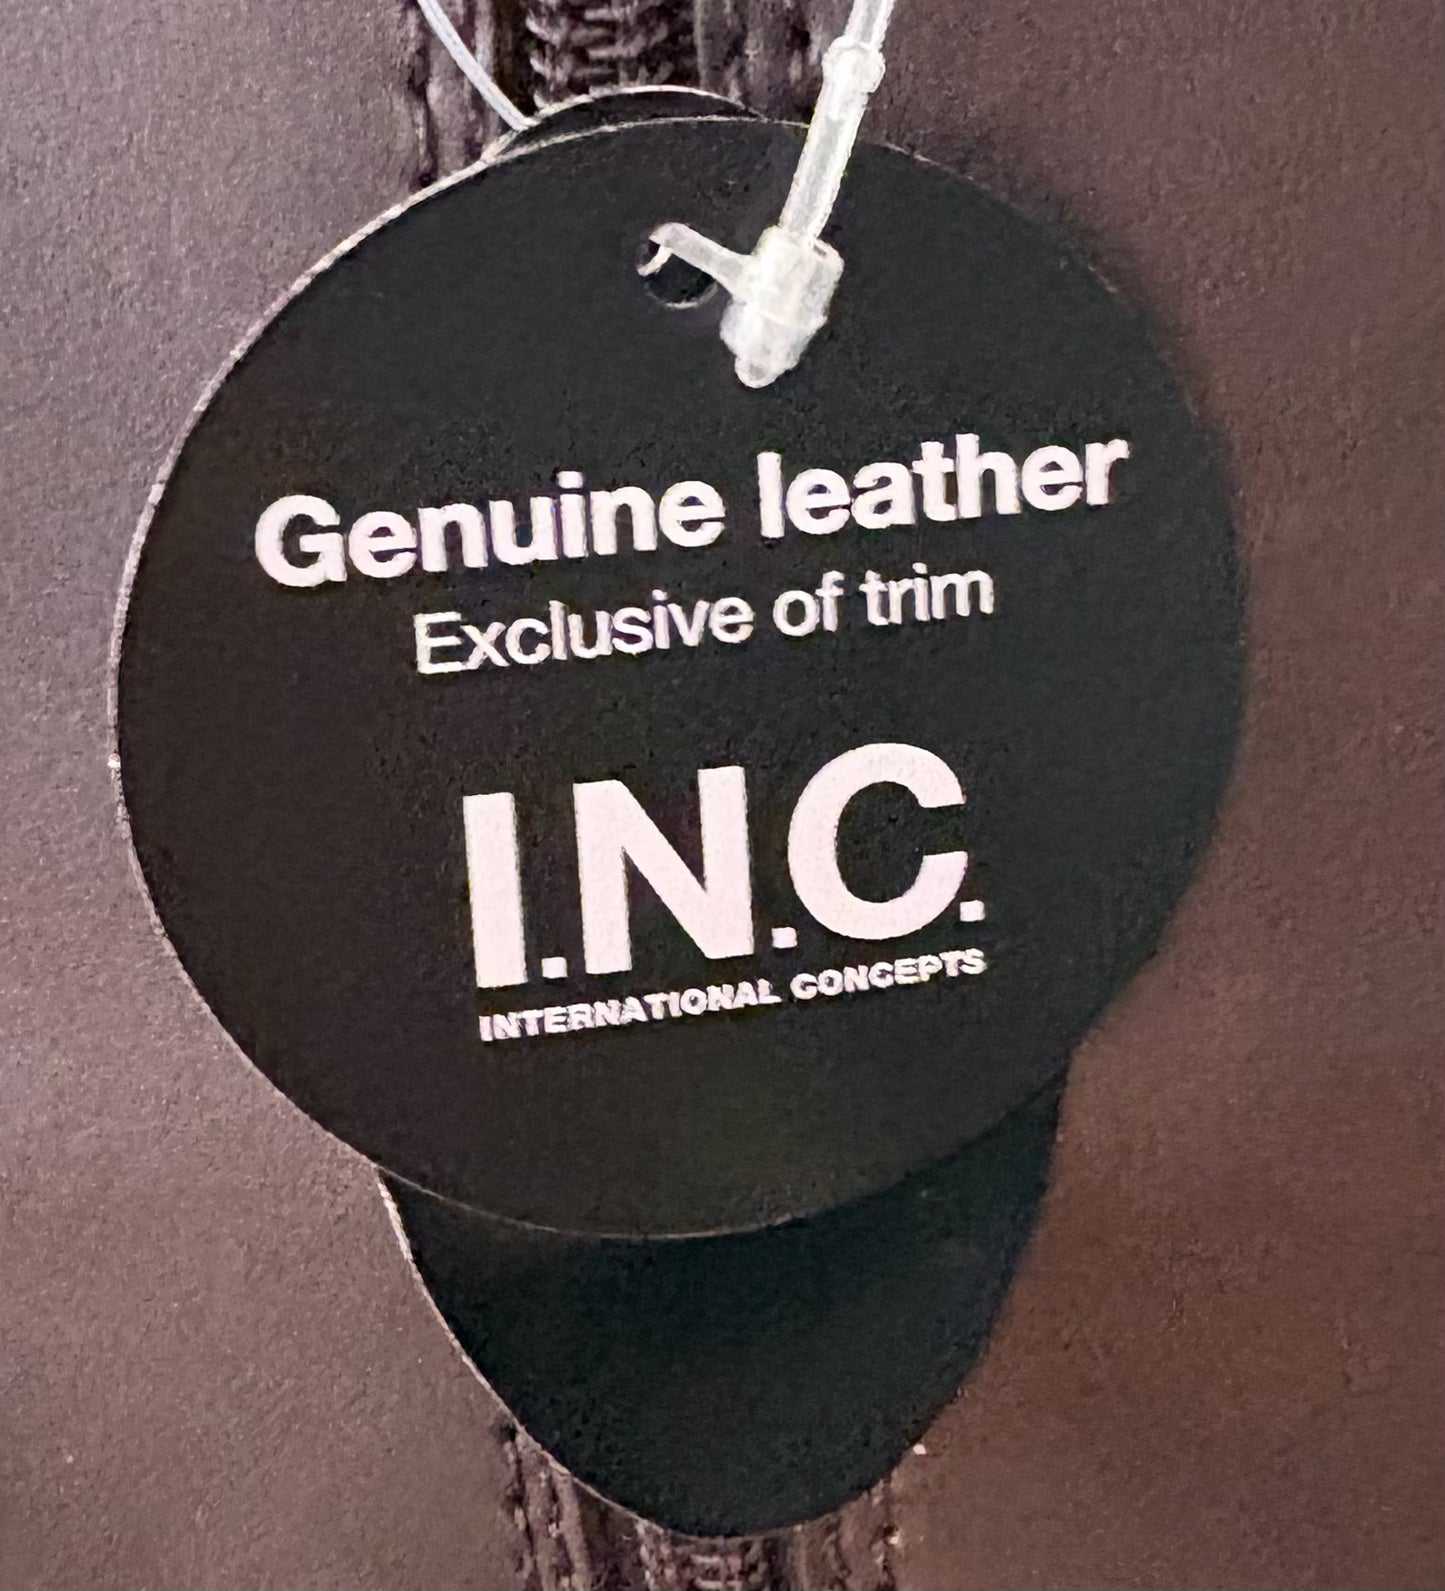 Genuine leather
Exclusive of trim
I.N.C.
INTERNATIONAL CONCEPTS